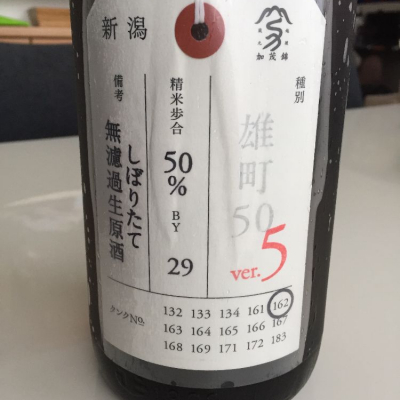 新潟
加茂錦
種別
雄町
50
ver.5
精米歩合
50%
BY
29
備考
しぼりたて
無濾過生原酒
タンクNo.
132 133 134 161 162
163 164 165 166 167
168 169 171 172 183